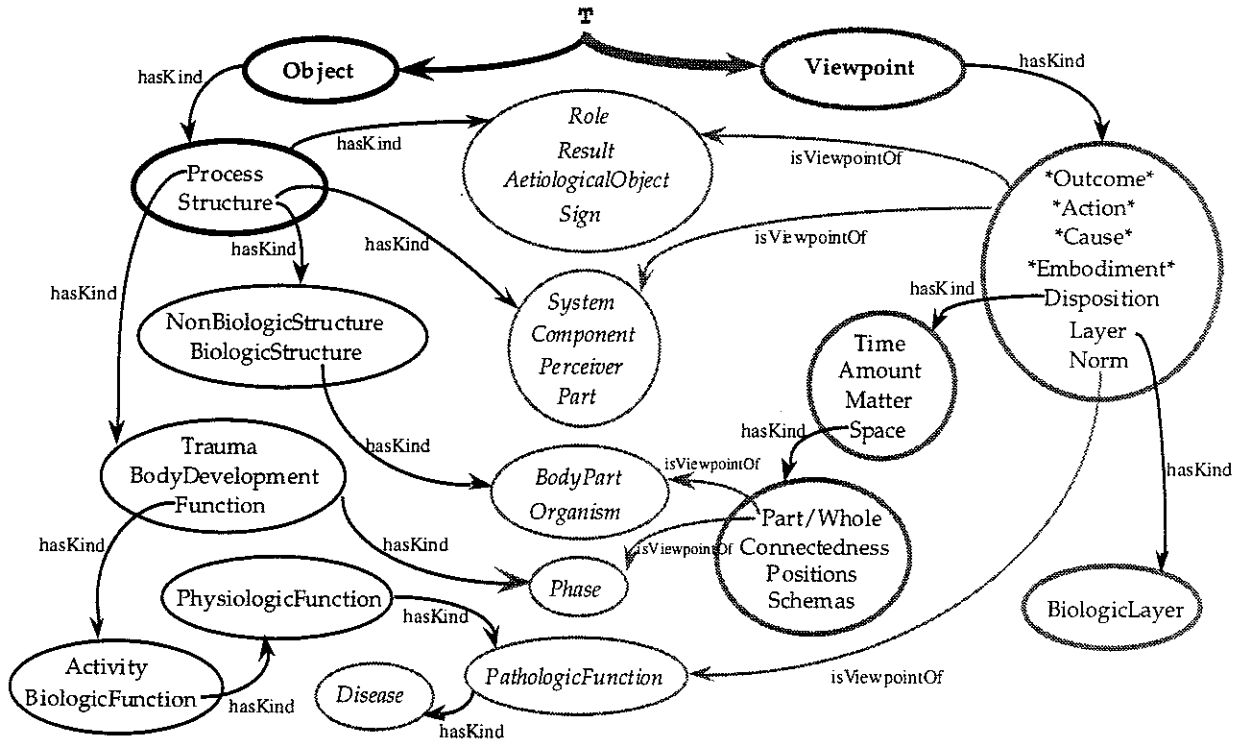 T
Object
Viewpoint
hasKind
hasKind
Role
Result
AetiologicalObject
Sign
hasKind
isViewpointOf
Process
Structure
*Outcome*
*Action*
*Cause*
*Embodiment*
Disposition
Layer
Norm
hasKind
hasKind
isViewpointOf
hasKind
hasKind
NonBiologicStructure
BiologicStructure
System
Component
Perceiver
Part
Time
Amount
Matter
Space
hasKind
hasKind
hasKind
Trauma
BodyDevelopment
Function
BodyPart
Organism
isViewpointOf
Part/Whole
Connectedness
Positions
Schemas
hasKind
hasKind
isViewpointOf
Phase
PhysiologicFunction
hasKind
BiologicLayer
Activity
BiologicFunction
hasKind
Disease
PathologicFunction
isViewpointOf
hasKind